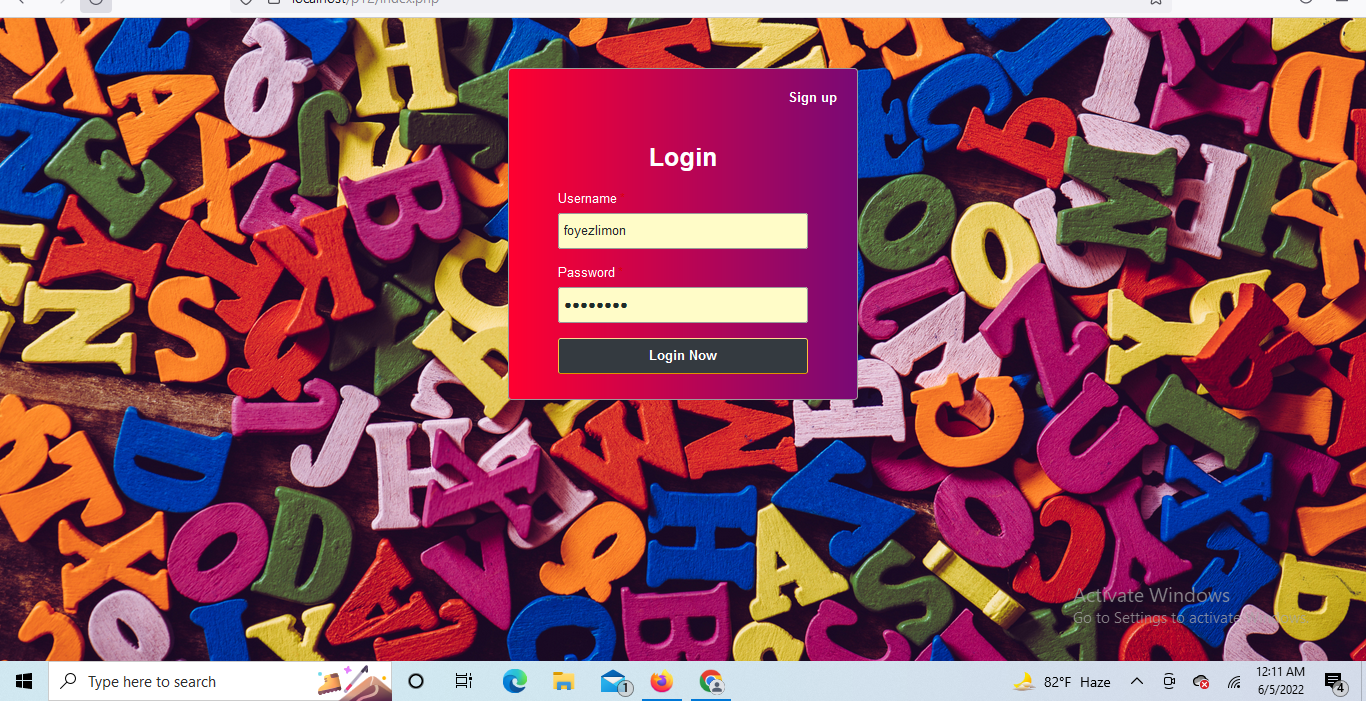 localhost/p12/index.php
Sign up
Login
Username
foyezlimon
Password
Login Now
Activate Windows
Go to Settings to activate
Type here to search
1
82°F Haze
12:11 AM
6/5/2022
4